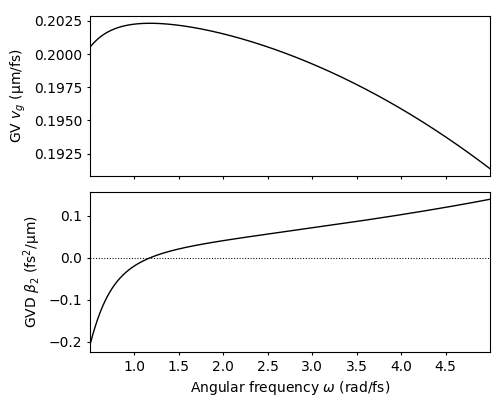 GV v_g (μm/fs)
0.2025
0.2000
0.1975
0.1950
0.1925
GVD β₂ (fs²/μm)
0.1
0.0
−0.1
−0.2
1.0 1.5 2.0 2.5 3.0 3.5 4.0 4.5
Angular frequency ω (rad/fs)